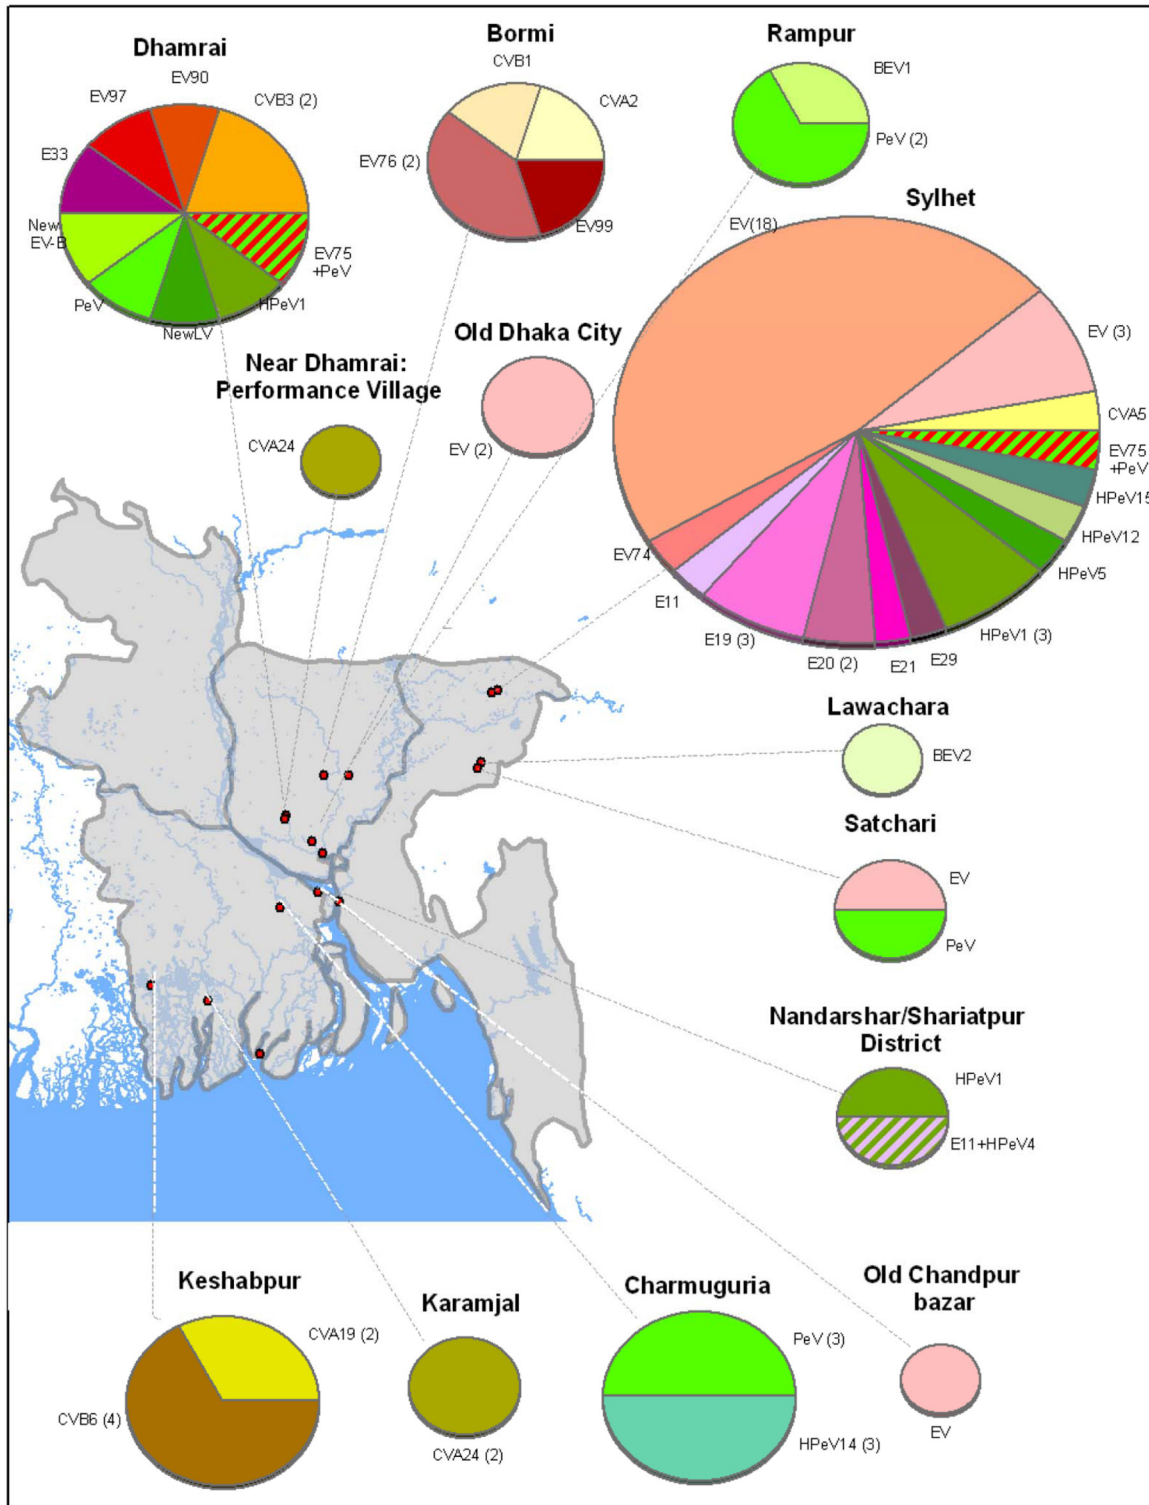 Dhamrai
EV90
EV97
CVB3 (2)
E33
New
EV-B
EV75
+PeV
PeV
HPeV1
NewLV
Bormi
CVB1
CVA2
EV76 (2)
EV99
Rampur
BEV1
PeV (2)
Sylhet
EV(18)
EV (3)
CVA5
EV75
+PeV
HPeV15
HPeV12
HPeV5
HPeV1 (3)
E29
E21
E20 (2)
E19 (3)
E11
EV74
Near Dhamrai:
Performance Village
CVA24
Old Dhaka City
EV (2)
Lawachara
BEV2
Satchari
EV
PeV
Nandarshar/Shariatpur
District
HPeV1
E11+HPeV4
Keshabpur
CVA19 (2)
CVB6 (4)
Karamjal
CVA24 (2)
Charmuguria
PeV (3)
HPeV14 (3)
Old Chandpur
bazar
EV